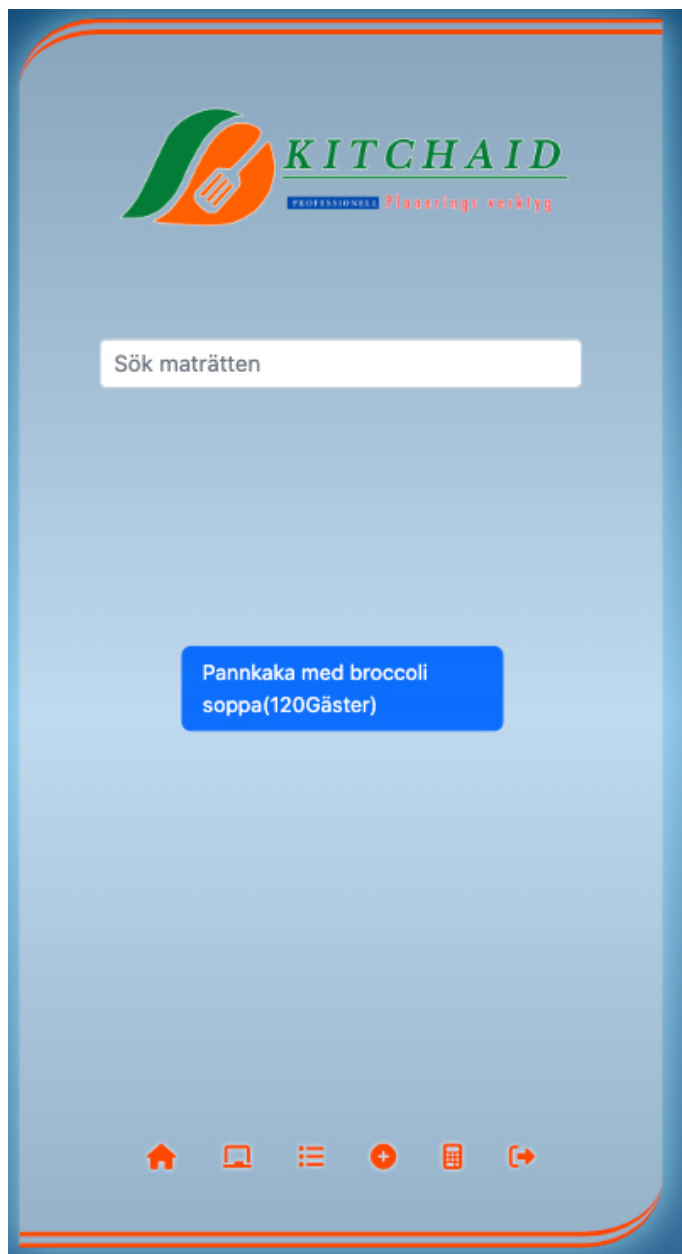 KITCHAID
PROFESSIONELL Planerings verktyg
Sök maträtten
Pannkaka med broccoli
soppa(120Gäster)